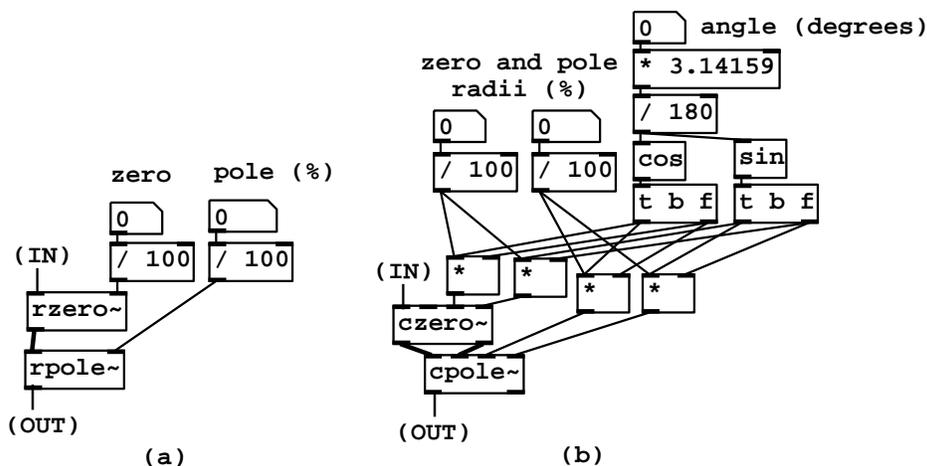 zero
pole (%)
0
0
/ 100
/ 100
(IN)
rzero~
rpole~
(OUT)
(a)
0
angle (degrees)
* 3.14159
/ 180
zero and pole
radii (%)
0
0
/ 100
/ 100
cos
sin
t b f
t b f
(IN)
*
*
*
*
czero~
cpole~
(OUT)
(b)